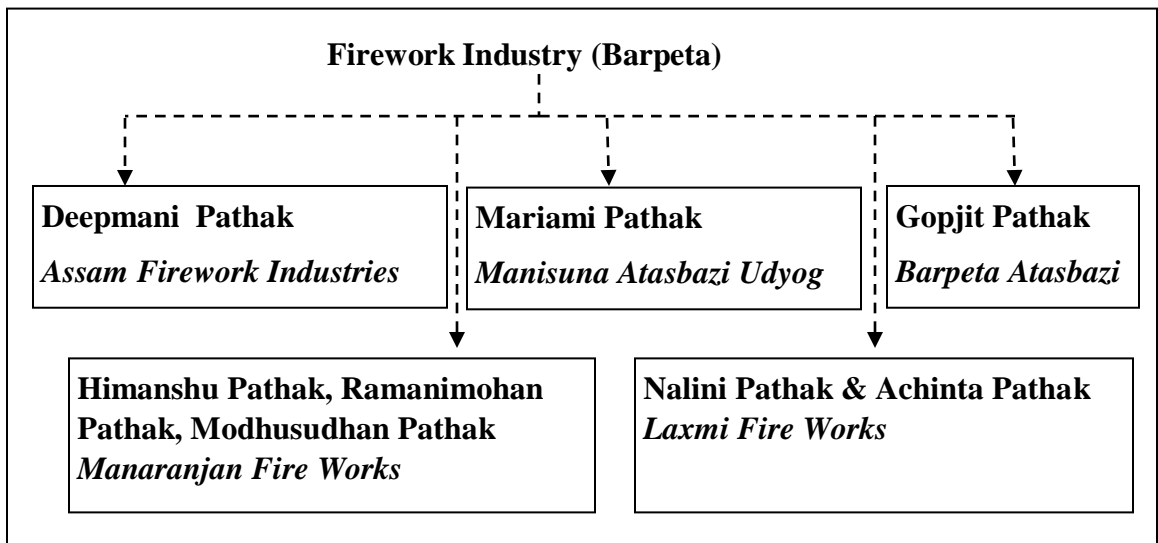 Firework Industry (Barpeta)
Deepmani Pathak
Assam Firework Industries
Mariami Pathak
Manisuna Atasbazi Udyog
Gopjit Pathak
Barpeta Atasbazi
Himanshu Pathak, Ramanimohan
Pathak, Modhusudhan Pathak
Manaranjan Fire Works
Nalini Pathak & Achinta Pathak
Laxmi Fire Works